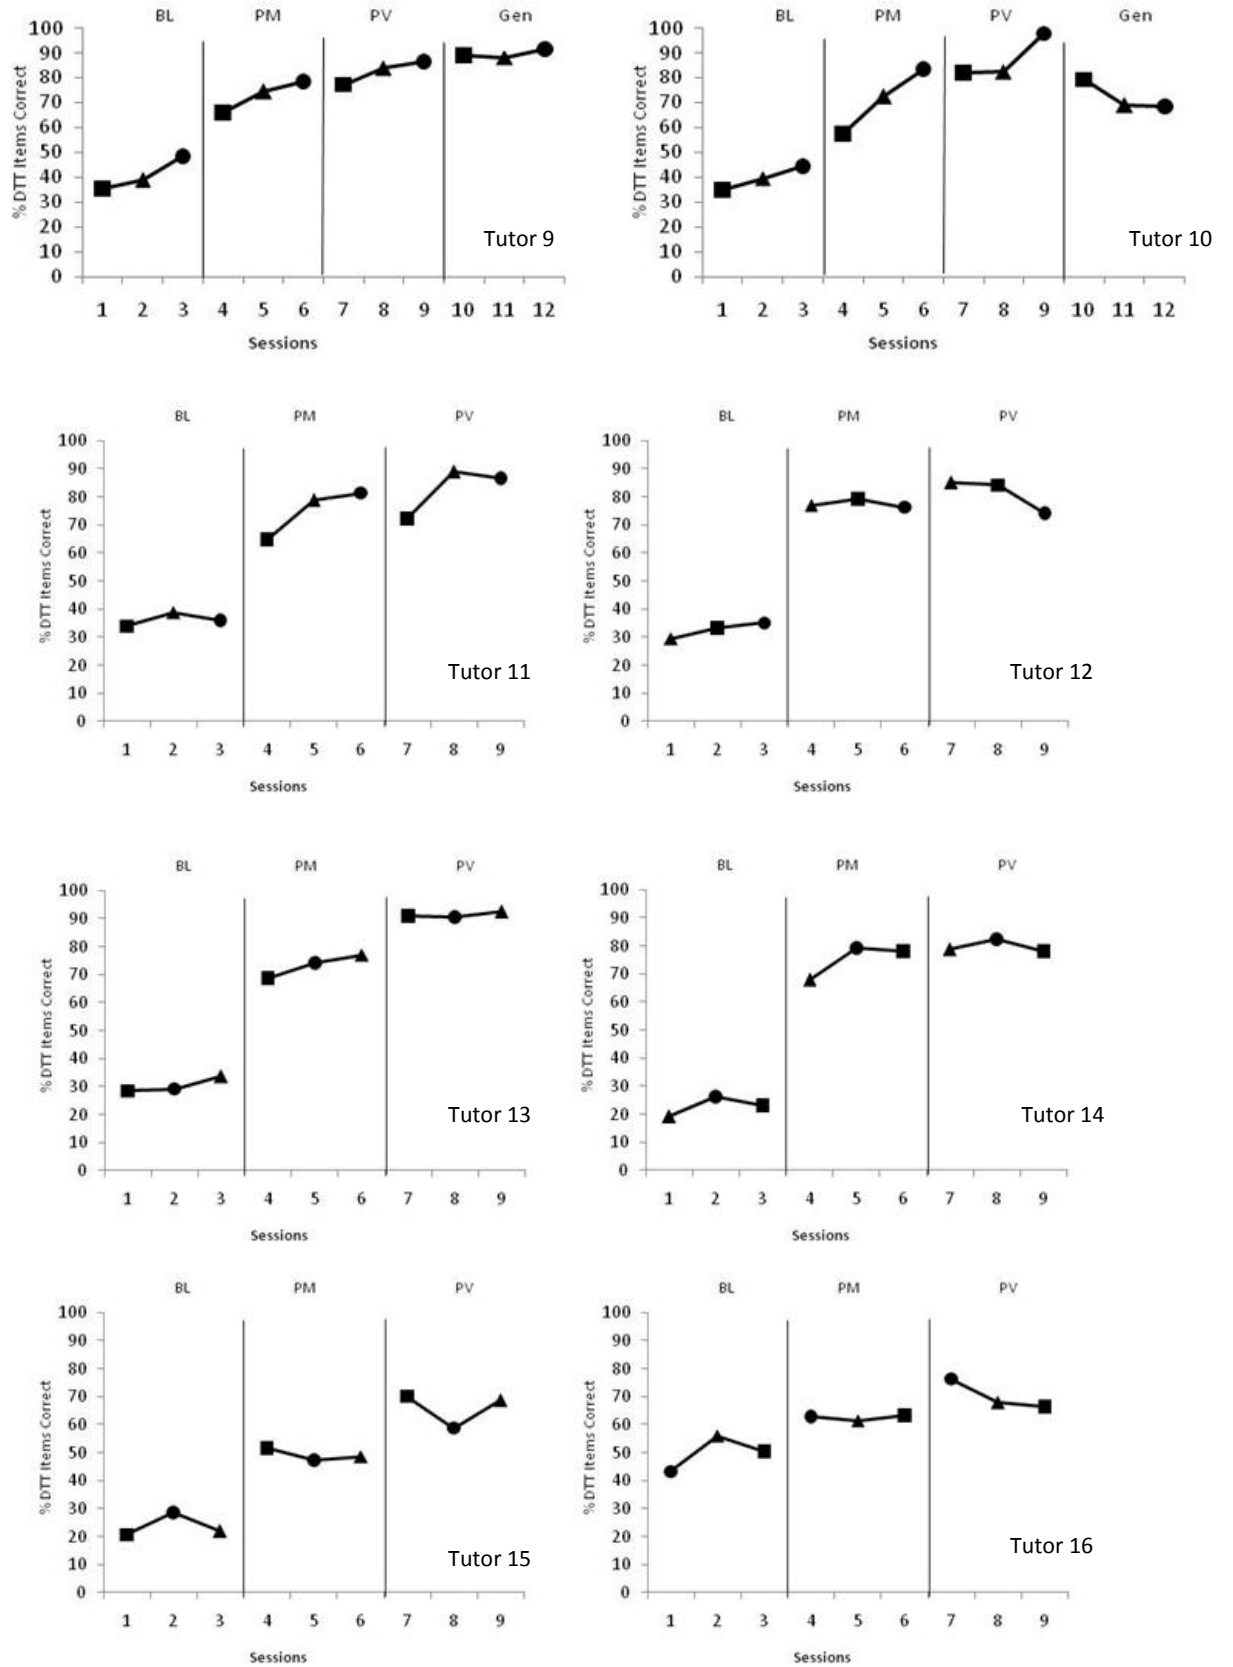 BL PM PV Gen
% DTT Items Correct
100
90
80
70
60
50
40
30
20
10
0
Tutor 9
1 2 3 4 5 6 7 8 9 10 11 12
Sessions
BL PM PV Gen
% DTT Items Correct
100
90
80
70
60
50
40
30
20
10
0
Tutor 10
1 2 3 4 5 6 7 8 9 10 11 12
Sessions
BL PM PV
% DTT Items Correct
100
90
80
70
60
50
40
30
20
10
0
Tutor 11
1 2 3 4 5 6 7 8 9
Sessions
BL PM PV
% DTT Items Correct
100
90
80
70
60
50
40
30
20
10
0
Tutor 12
1 2 3 4 5 6 7 8 9
Sessions
BL PM PV
% DTT Items Correct
100
90
80
70
60
50
40
30
20
10
0
Tutor 13
1 2 3 4 5 6 7 8 9
Sessions
BL PM PV
% DTT Items Correct
100
90
80
70
60
50
40
30
20
10
0
Tutor 14
1 2 3 4 5 6 7 8 9
Sessions
BL PM PV
% DTT Items Correct
100
90
80
70
60
50
40
30
20
10
0
Tutor 15
1 2 3 4 5 6 7 8 9
Sessions
BL PM PV
% DTT Items Correct
100
90
80
70
60
50
40
30
20
10
0
Tutor 16
1 2 3 4 5 6 7 8 9
Sessions